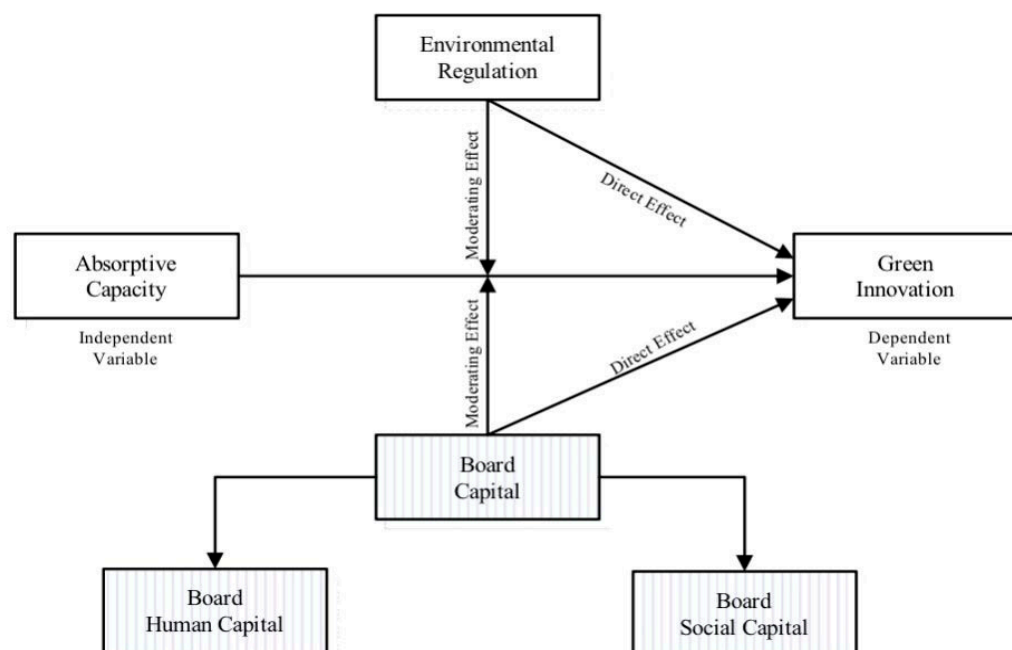 Environmental
Regulation
Moderating Effect
Direct Effect
Absorptive
Capacity
Green
Innovation
Independent
Variable
Dependent
Variable
Moderating Effect
Direct Effect
Board
Capital
Board
Human Capital
Board
Social Capital